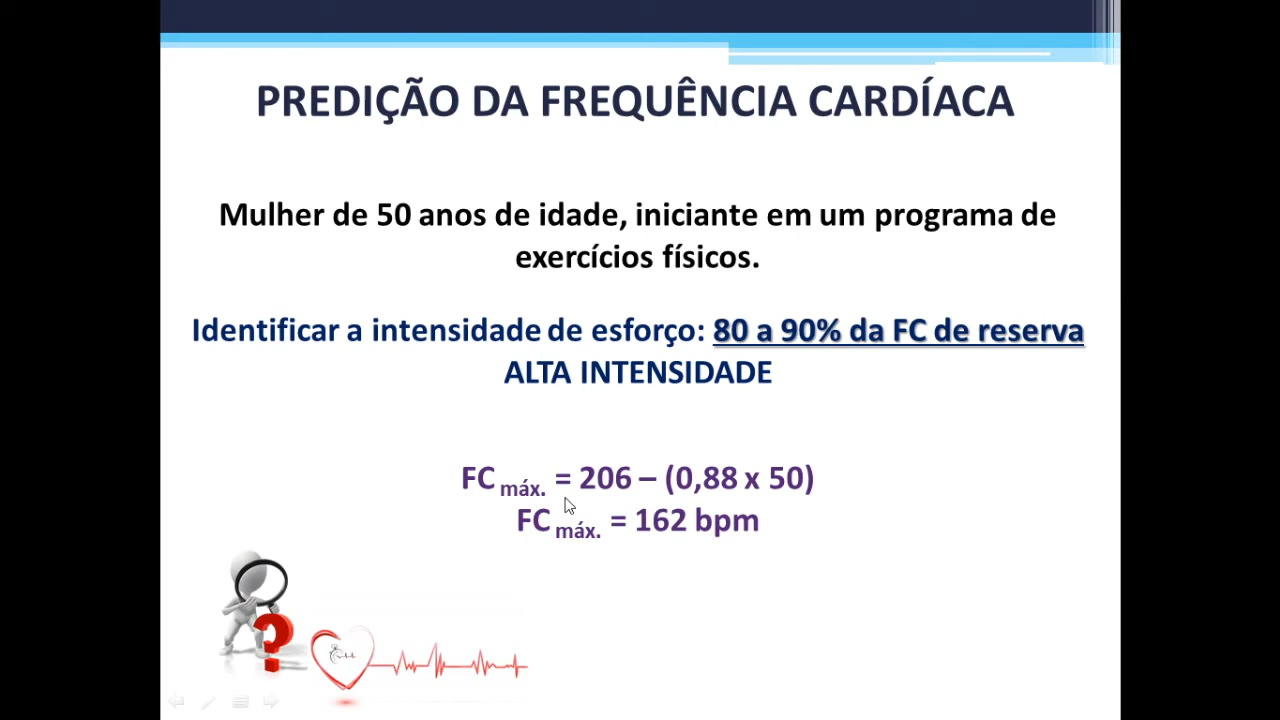 PREDIÇÃO DA FREQUÊNCIA CARDÍACA
Mulher de 50 anos de idade, iniciante em um programa de
exercícios físicos.
Identificar a intensidade de esforço: 80 a 90% da FC de reserva
ALTA INTENSIDADE
FC máx. = 206 – (0,88 x 50)
FC máx. = 162 bpm
?